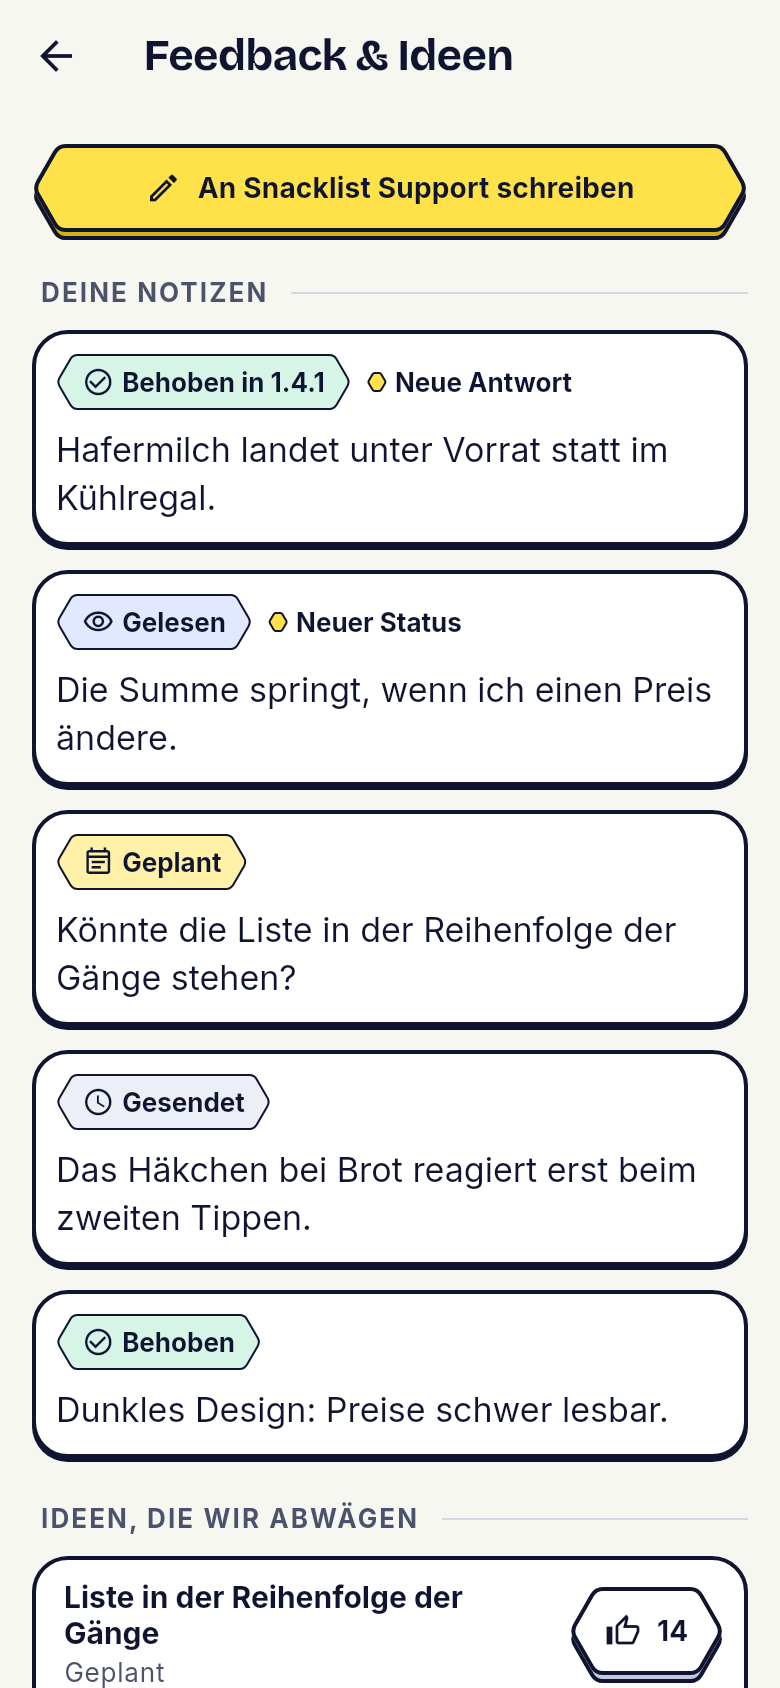 Feedback & Ideen
An Snacklist Support schreiben
DEINE NOTIZEN
Behoben in 1.4.1 Neue Antwort
Hafermilch landet unter Vorrat statt im
Kühlregal.
Gelesen Neuer Status
Die Summe springt, wenn ich einen Preis
ändere.
Geplant
Könnte die Liste in der Reihenfolge der
Gänge stehen?
Gesendet
Das Häkchen bei Brot reagiert erst beim
zweiten Tippen.
Behoben
Dunkles Design: Preise schwer lesbar.
IDEEN, DIE WIR ABWÄGEN
Liste in der Reihenfolge der
Gänge
14
Geplant